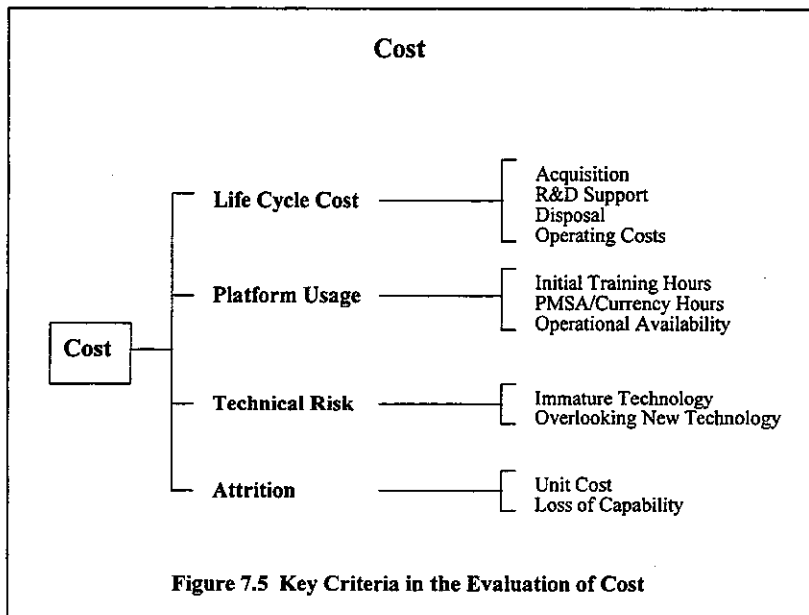 Cost
Cost
Life Cycle Cost
Acquisition
R&D Support
Disposal
Operating Costs
Platform Usage
Initial Training Hours
PMSA/Currency Hours
Operational Availability
Technical Risk
Immature Technology
Overlooking New Technology
Attrition
Unit Cost
Loss of Capability
Figure 7.5 Key Criteria in the Evaluation of Cost